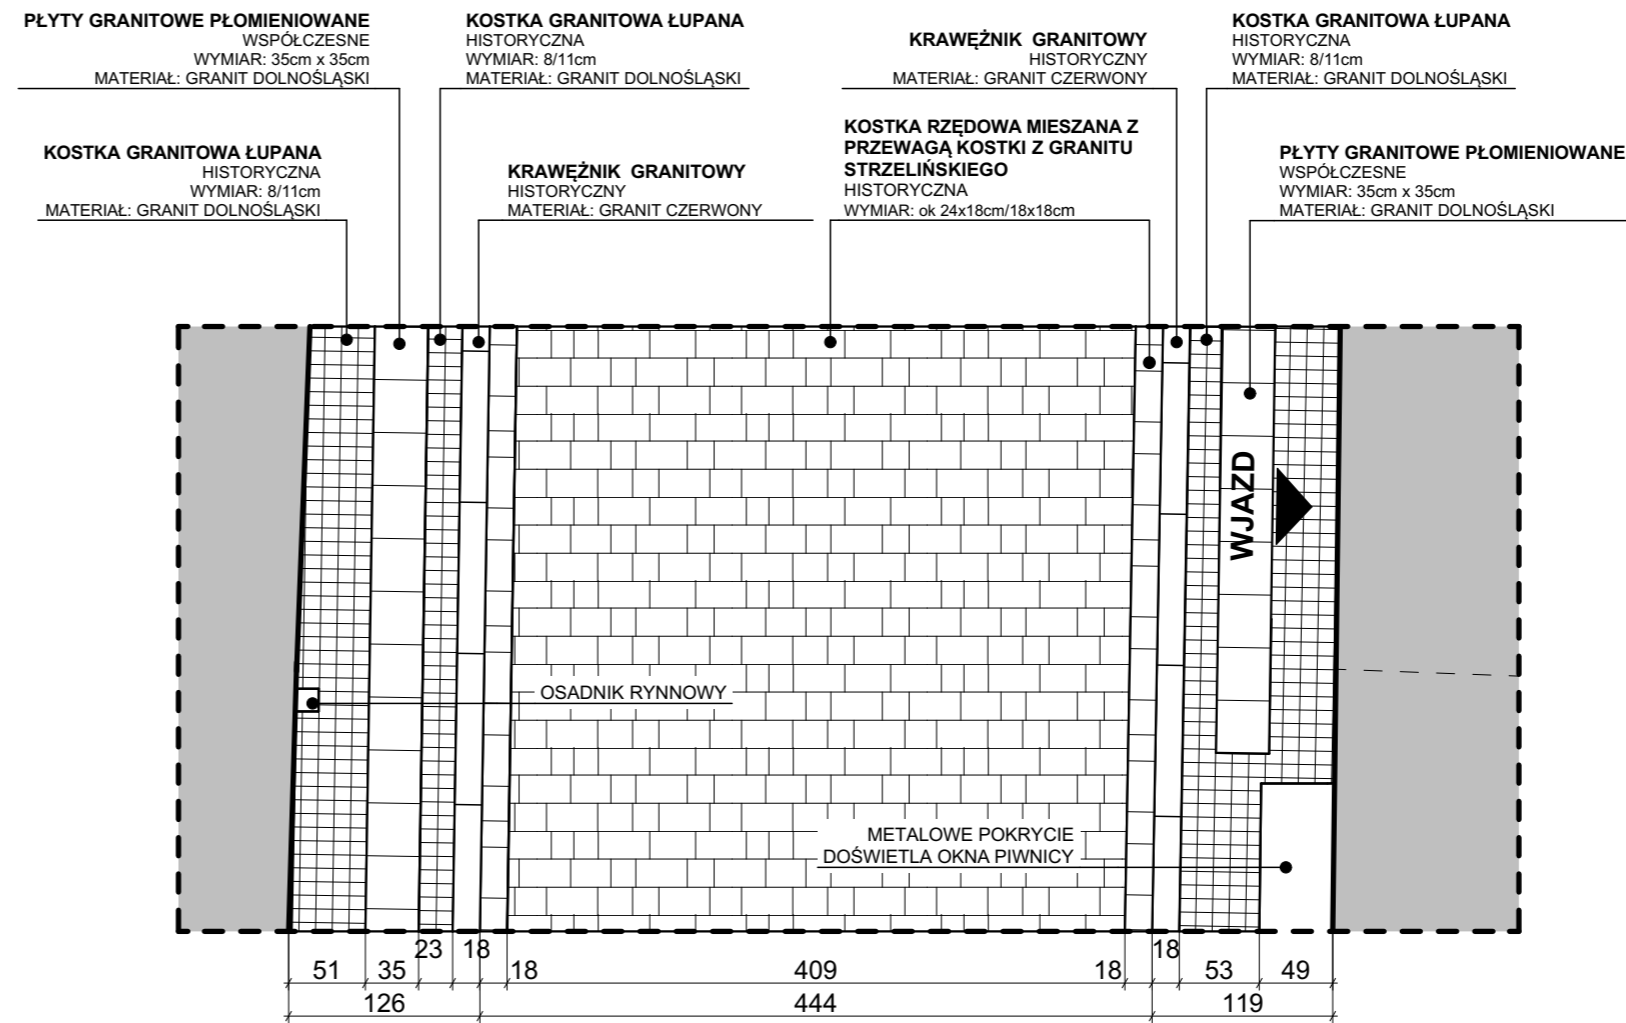 PŁYTY GRANITOWE PŁOMIENIOWANE
WSPÓŁCZESNE
WYMIAR: 35cm x 35cm
MATERIAŁ: GRANIT DOLNOŚLĄSKI
KOSTKA GRANITOWA ŁUPANA
HISTORYCZNA
WYMIAR: 8/11cm
MATERIAŁ: GRANIT DOLNOŚLĄSKI
KRAWĘŻNIK GRANITOWY
HISTORYCZNY
MATERIAŁ: GRANIT CZERWONY
KOSTKA GRANITOWA ŁUPANA
HISTORYCZNA
WYMIAR: 8/11cm
MATERIAŁ: GRANIT DOLNOŚLĄSKI
KOSTKA GRANITOWA ŁUPANA
HISTORYCZNA
WYMIAR: 8/11cm
MATERIAŁ: GRANIT DOLNOŚLĄSKI
KRAWĘŻNIK GRANITOWY
HISTORYCZNY
MATERIAŁ: GRANIT CZERWONY
KOSTKA RZĘDOWA MIESZANA Z
PRZEWAGĄ KOSTKI Z GRANITU
STRZELIŃSKIEGO
HISTORYCZNA
WYMIAR: ok 24x18cm/18x18cm
PŁYTY GRANITOWE PŁOMIENIOWANE
WSPÓŁCZESNE
WYMIAR: 35cm x 35cm
MATERIAŁ: GRANIT DOLNOŚLĄSKI
WJAZD
OSADNIK RYNNOWY
METALOWE POKRYCIE
DOŚWIETLA OKNA PIWNICY
51 35 23 18 18 409 18 18 53 49
126 444 119